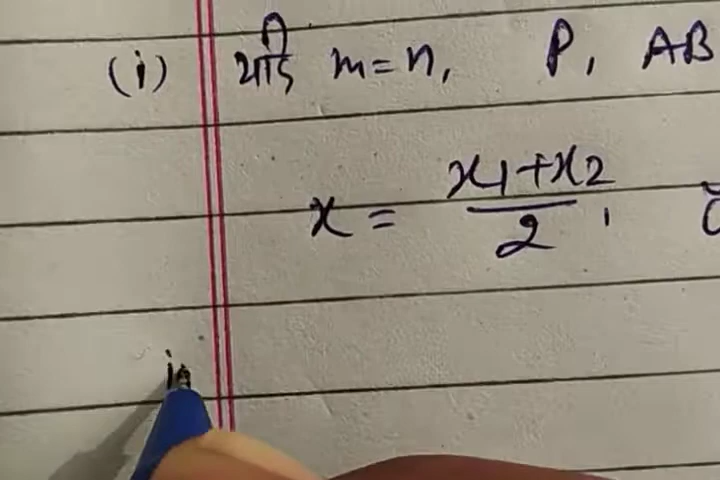 (i) यदि m=n, P, AB
x = x1+x2/2,